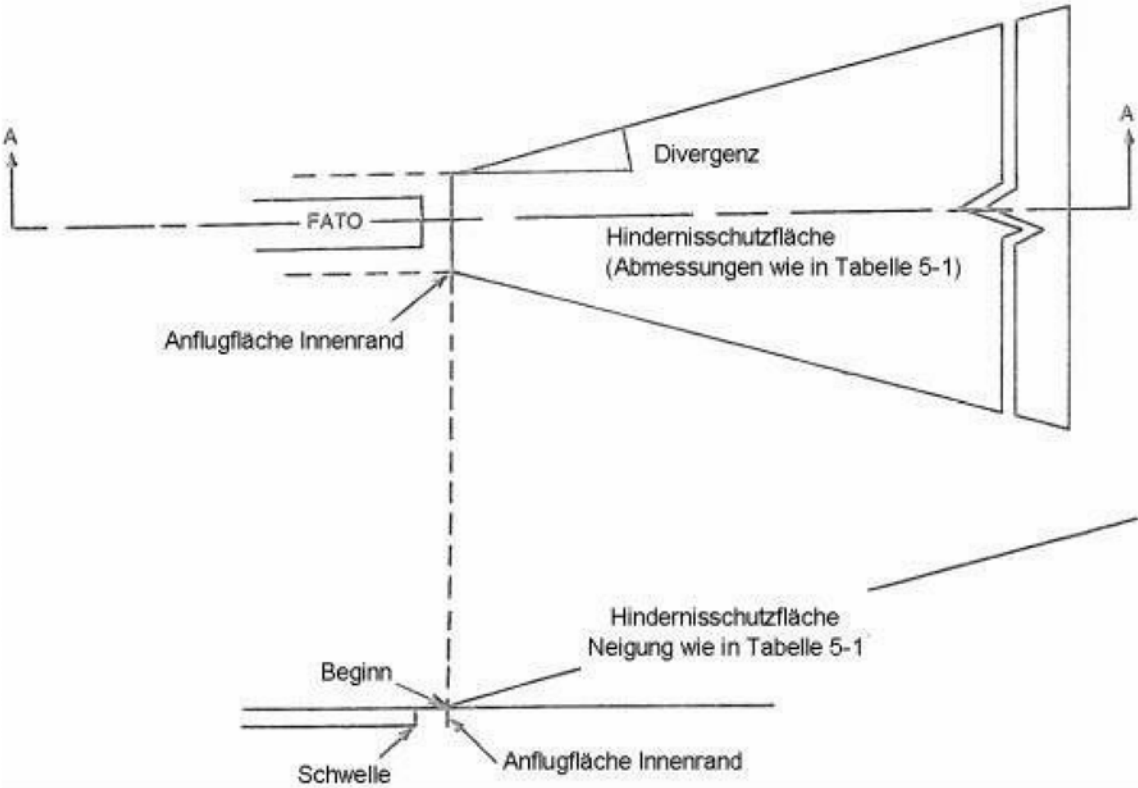 A
A
Divergenz
FATO
Hindernisschutzfläche
(Abmessungen wie in Tabelle 5-1)
Anflugfläche Innenrand
Hindernisschutzfläche
Neigung wie in Tabelle 5-1
Beginn
Anflugfläche Innenrand
Schwelle